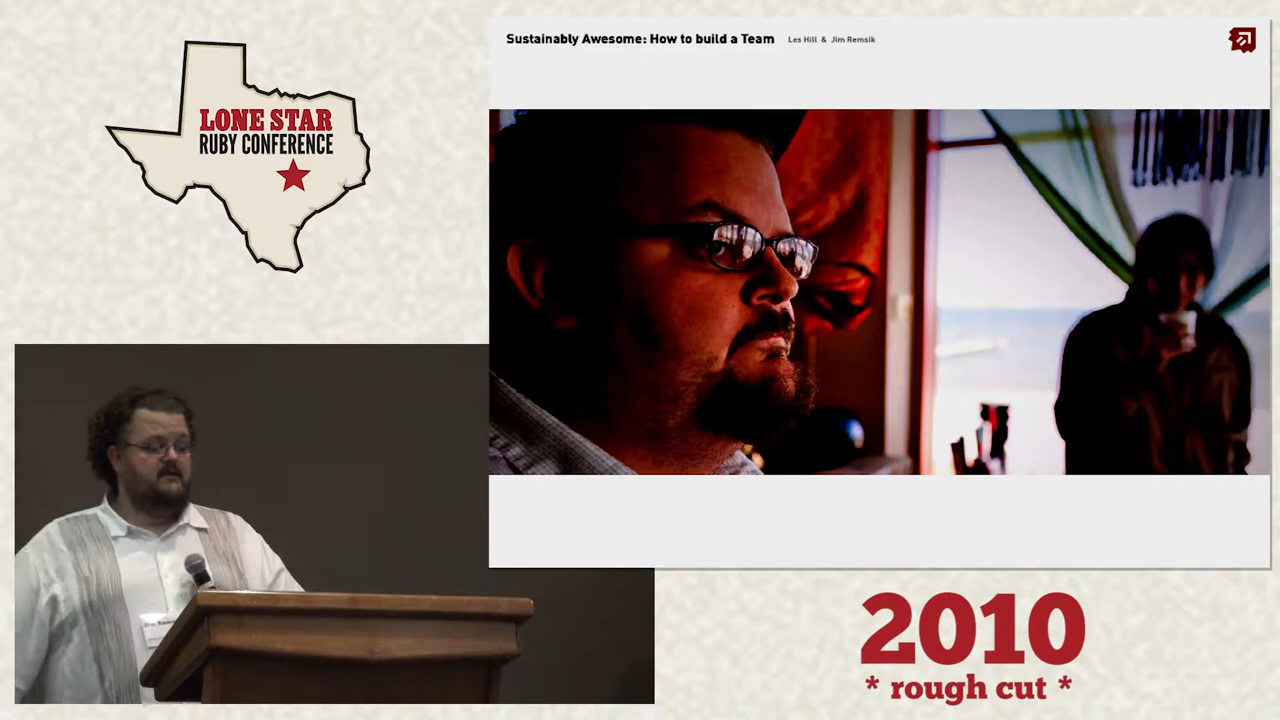 LONE STAR
RUBY CONFERENCE
Sustainably Awesome: How to build a Team Les Hill & Jim Remsik
2010
* rough cut *